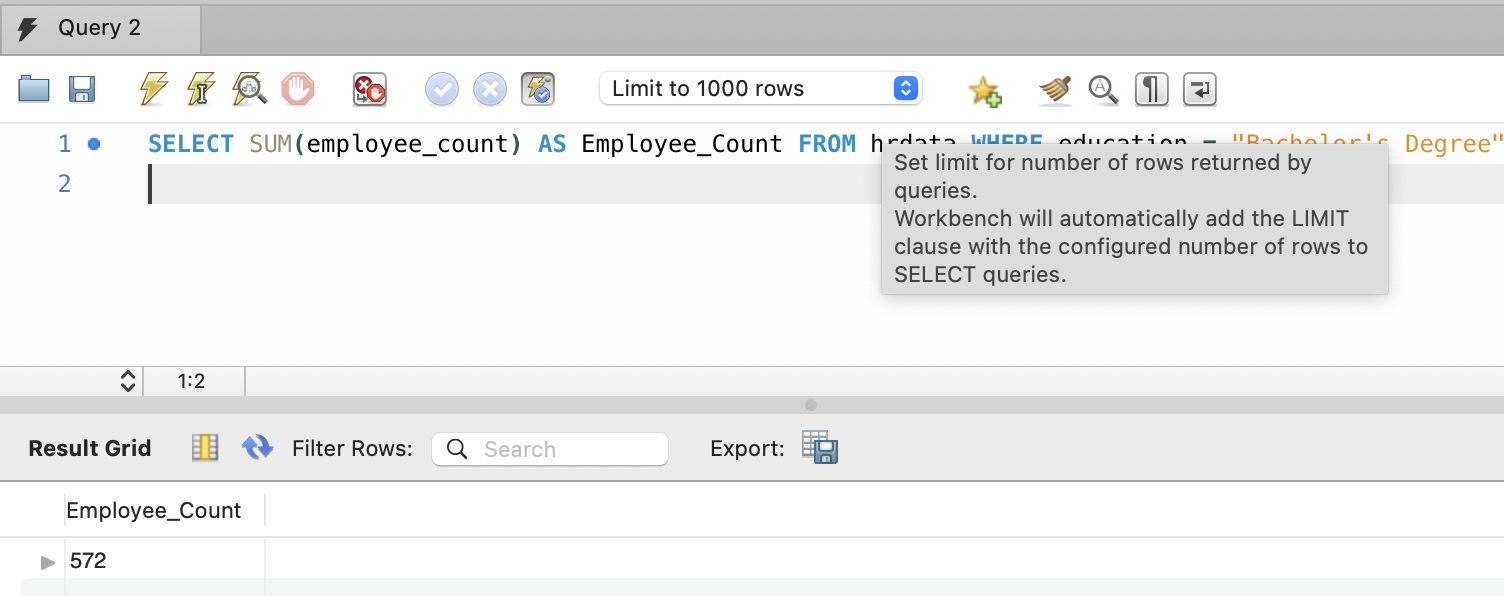 Query 2
Limit to 1000 rows
1 SELECT SUM(employee_count) AS Employee_Count FROM hrdata WHERE education = "Bachelor's Degree"
2
Set limit for number of rows returned by
queries.
Workbench will automatically add the LIMIT
clause with the configured number of rows to
SELECT queries.
1:2
Result Grid Filter Rows: Search Export:
Employee_Count
572